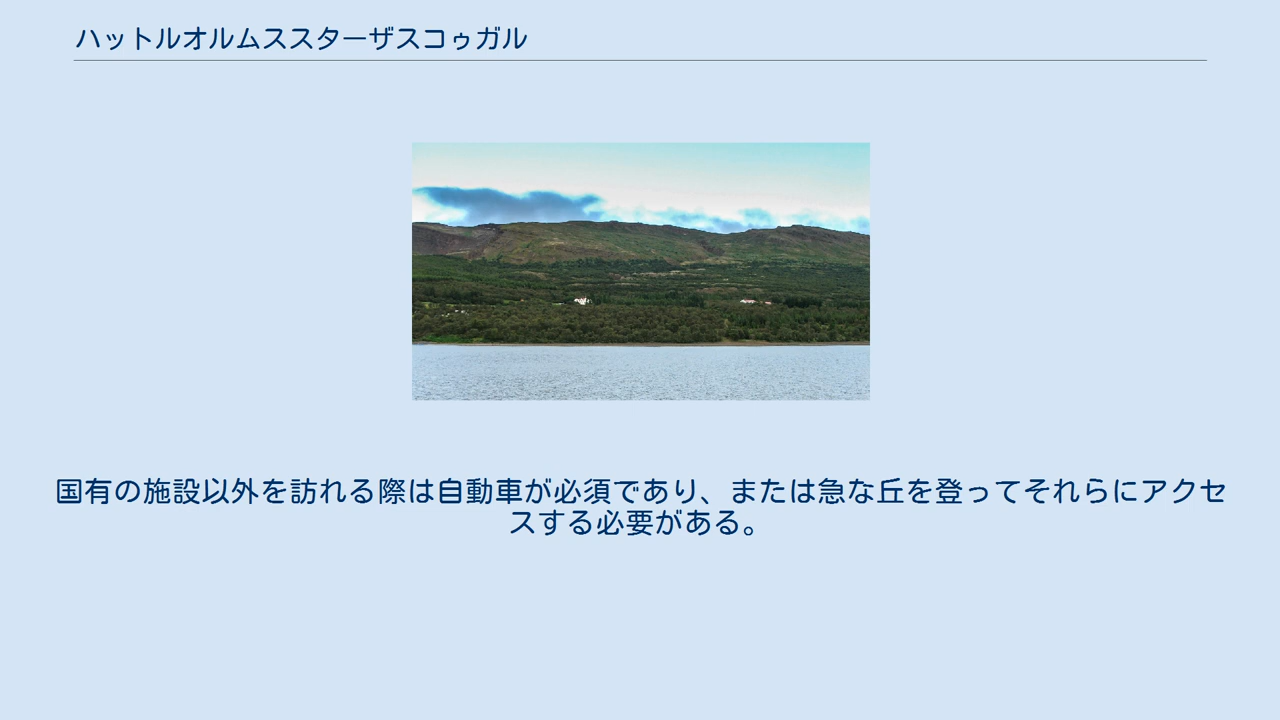 ハットルオルムススターザスコゥガル
国有の施設以外を訪れる際は自動車が必須であり、または急な丘を登ってそれらにアクセ
スする必要がある。